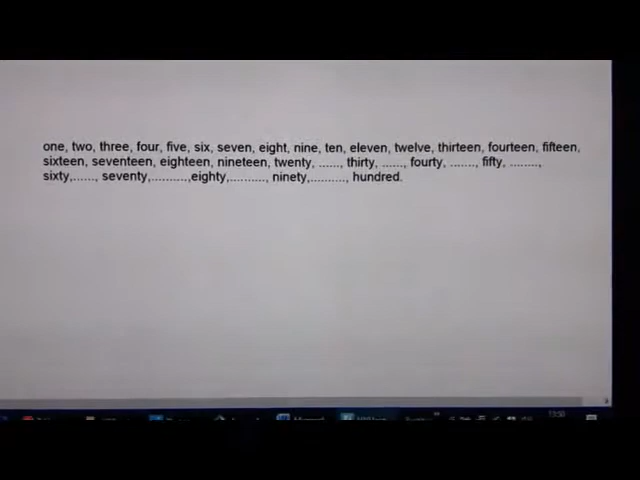 one, two, three, four, five, six, seven, eight, nine, ten, eleven, twelve, thirteen, fourteen, fifteen,
sixteen, seventeen, eighteen, nineteen, twenty, ......, thirty, ......, fourty, ......., fifty, ........,
sixty,......, seventy,..........,eighty,.........., ninety,.........., hundred.